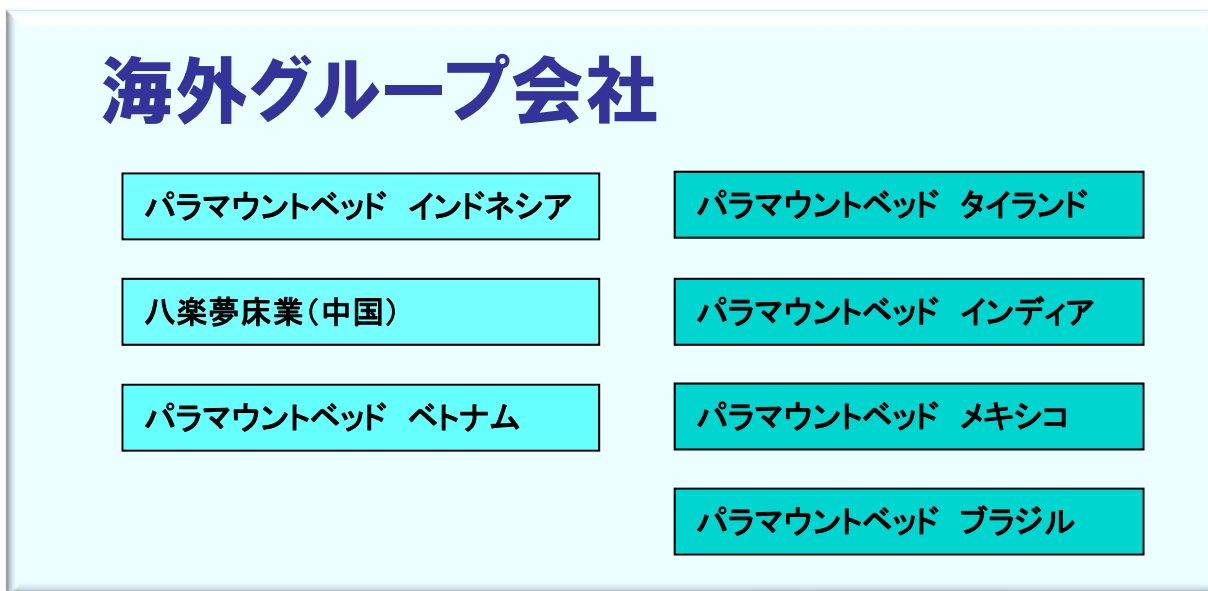 海外グループ会社
パラマウントベッド　インドネシア
八楽夢床業(中国)
パラマウントベッド　ベトナム
パラマウントベッド　タイランド
パラマウントベッド　インディア
パラマウントベッド　メキシコ
パラマウントベッド　ブラジル